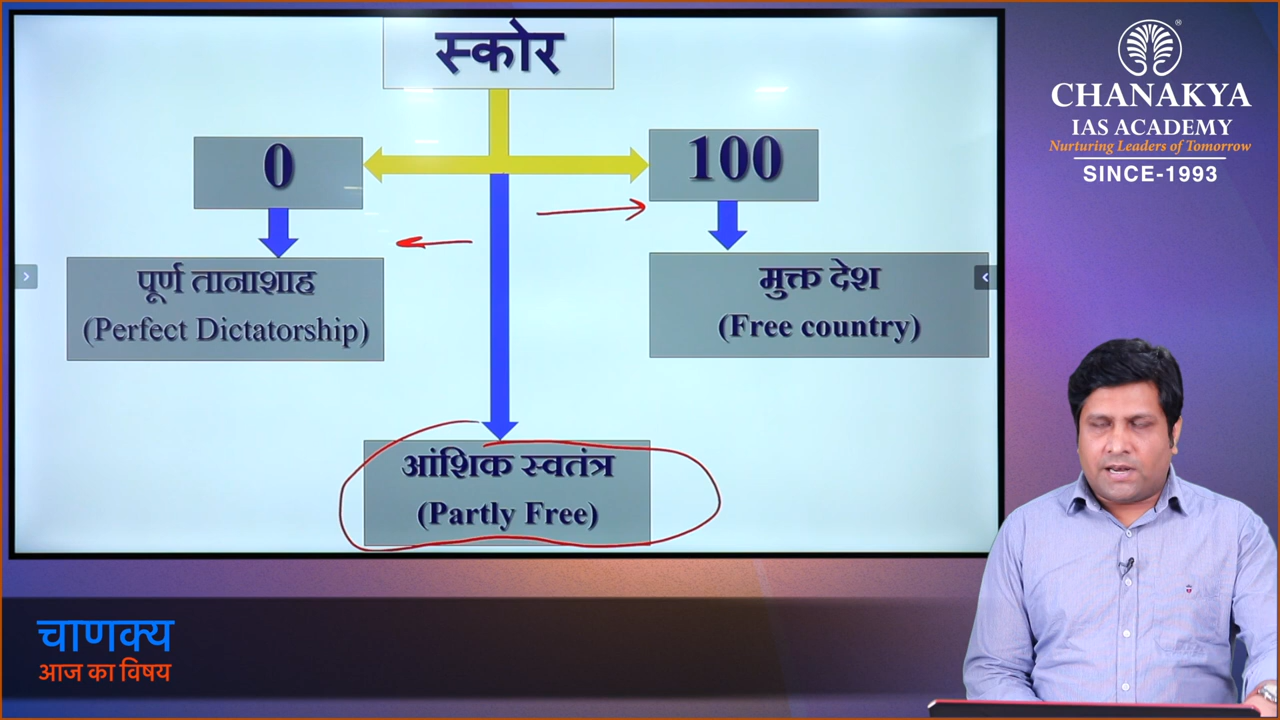 स्कोर
0
100
पूर्ण तानाशाह
(Perfect Dictatorship)
मुक्त देश
(Free country)
आंशिक स्वतंत्र
(Partly Free)
®
CHANAKYA
IAS ACADEMY
Nurturing Leaders of Tomorrow
SINCE-1993
चाणक्य
आज का विषय